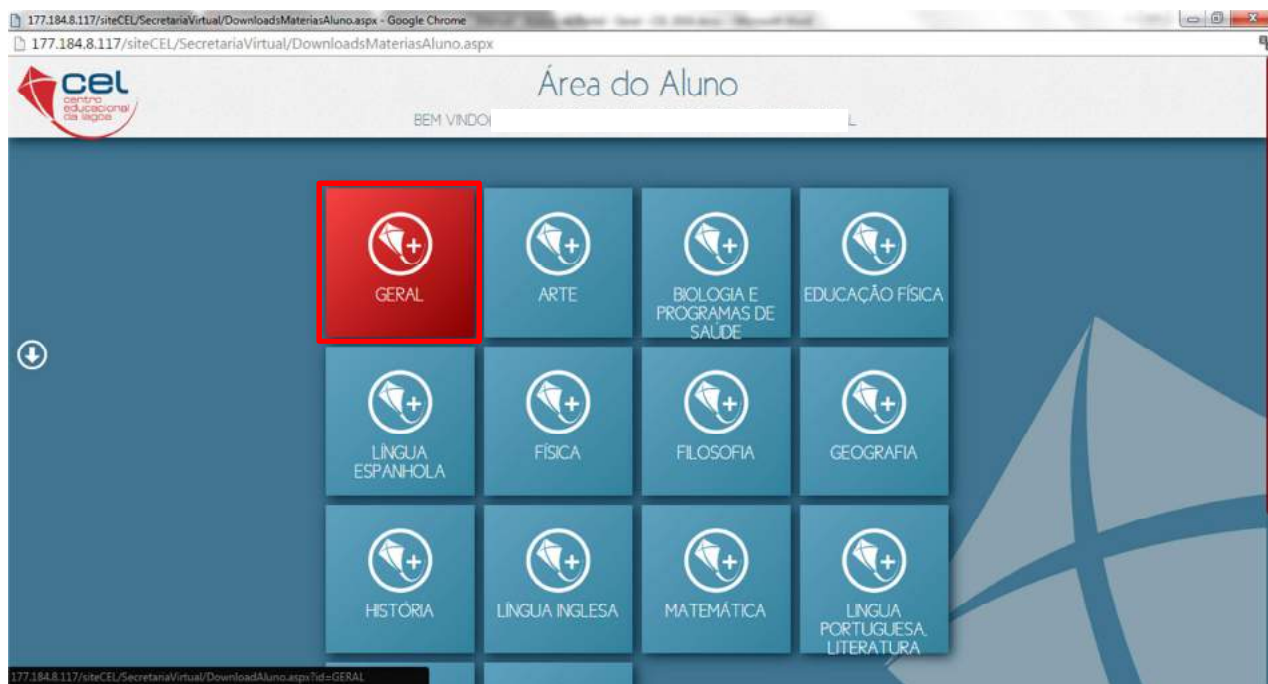 177.184.8.117/siteCEL/SecretariaVirtual/DownloadsMateriasAluno.aspx - Google Chrome
177.184.8.117/siteCEL/SecretariaVirtual/DownloadsMateriasAluno.aspx
cel
centro
educacional
da lagoa
Área do Aluno
BEM VINDO
L
GERAL
ARTE
BIOLOGIA E
PROGRAMAS DE
SAÚDE
EDUCAÇÃO FÍSICA
LÍNGUA
ESPANHOLA
FÍSICA
FILOSOFIA
GEOGRAFIA
HISTÓRIA
LÍNGUA INGLESA
MATEMÁTICA
LINGUA
PORTUGUESA,
LITERATURA
177.184.8.117/siteCEL/SecretariaVirtual/DownloadAluno.aspx?id=GERAL